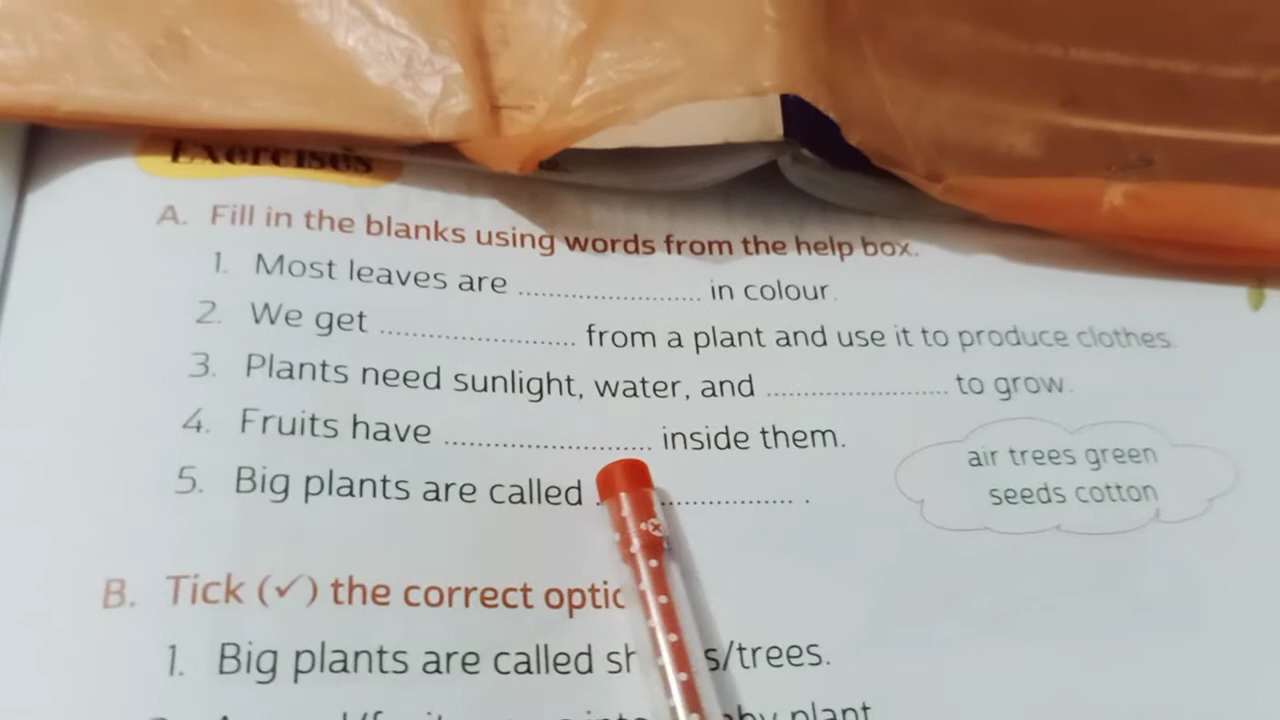 Exercises
A. Fill in the blanks using words from the help box.
1. Most leaves are ........................ in colour.
2. We get .......................... from a plant and use it to produce clothes.
3. Plants need sunlight, water, and ........................ to grow.
4. Fruits have ........................... inside them.
5. Big plants are called .................... .
air trees green
seeds cotton
B. Tick (✓) the correct optio
1. Big plants are called sh s/trees.
plant